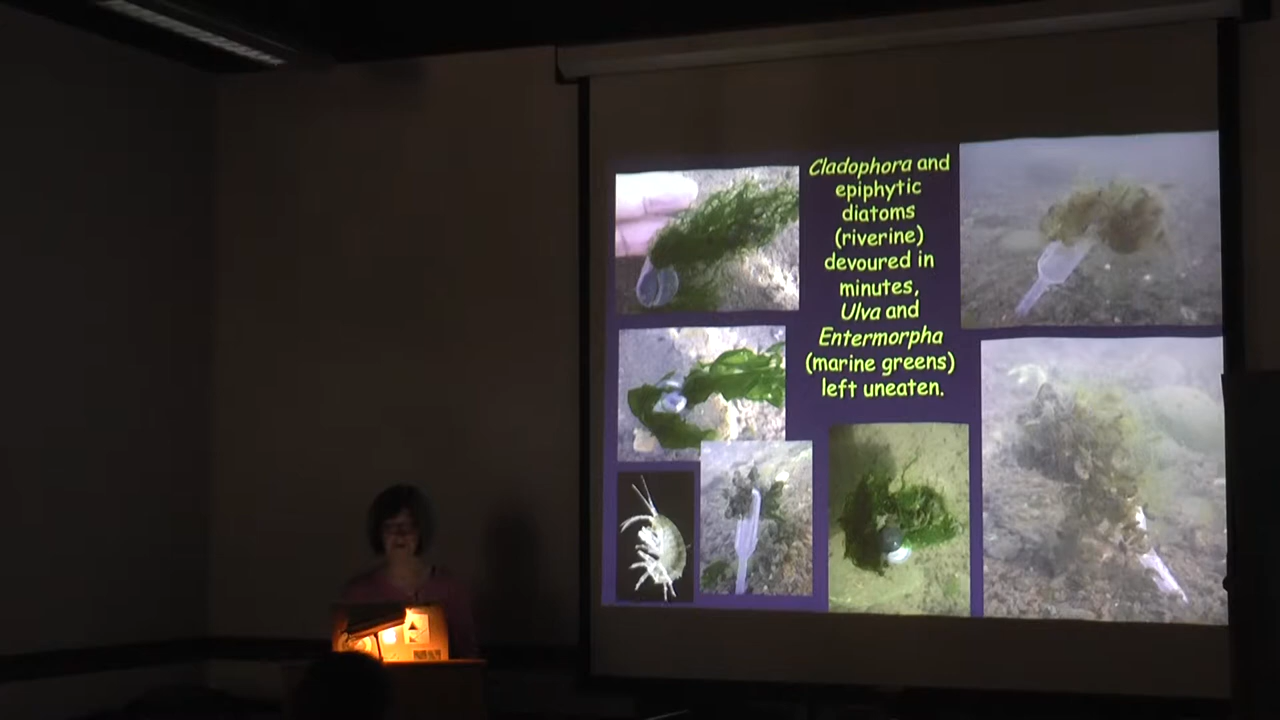 Cladophora and
epiphytic
diatoms
(riverine)
devoured in
minutes,
Ulva and
Entermorpha
(marine greens)
left uneaten.